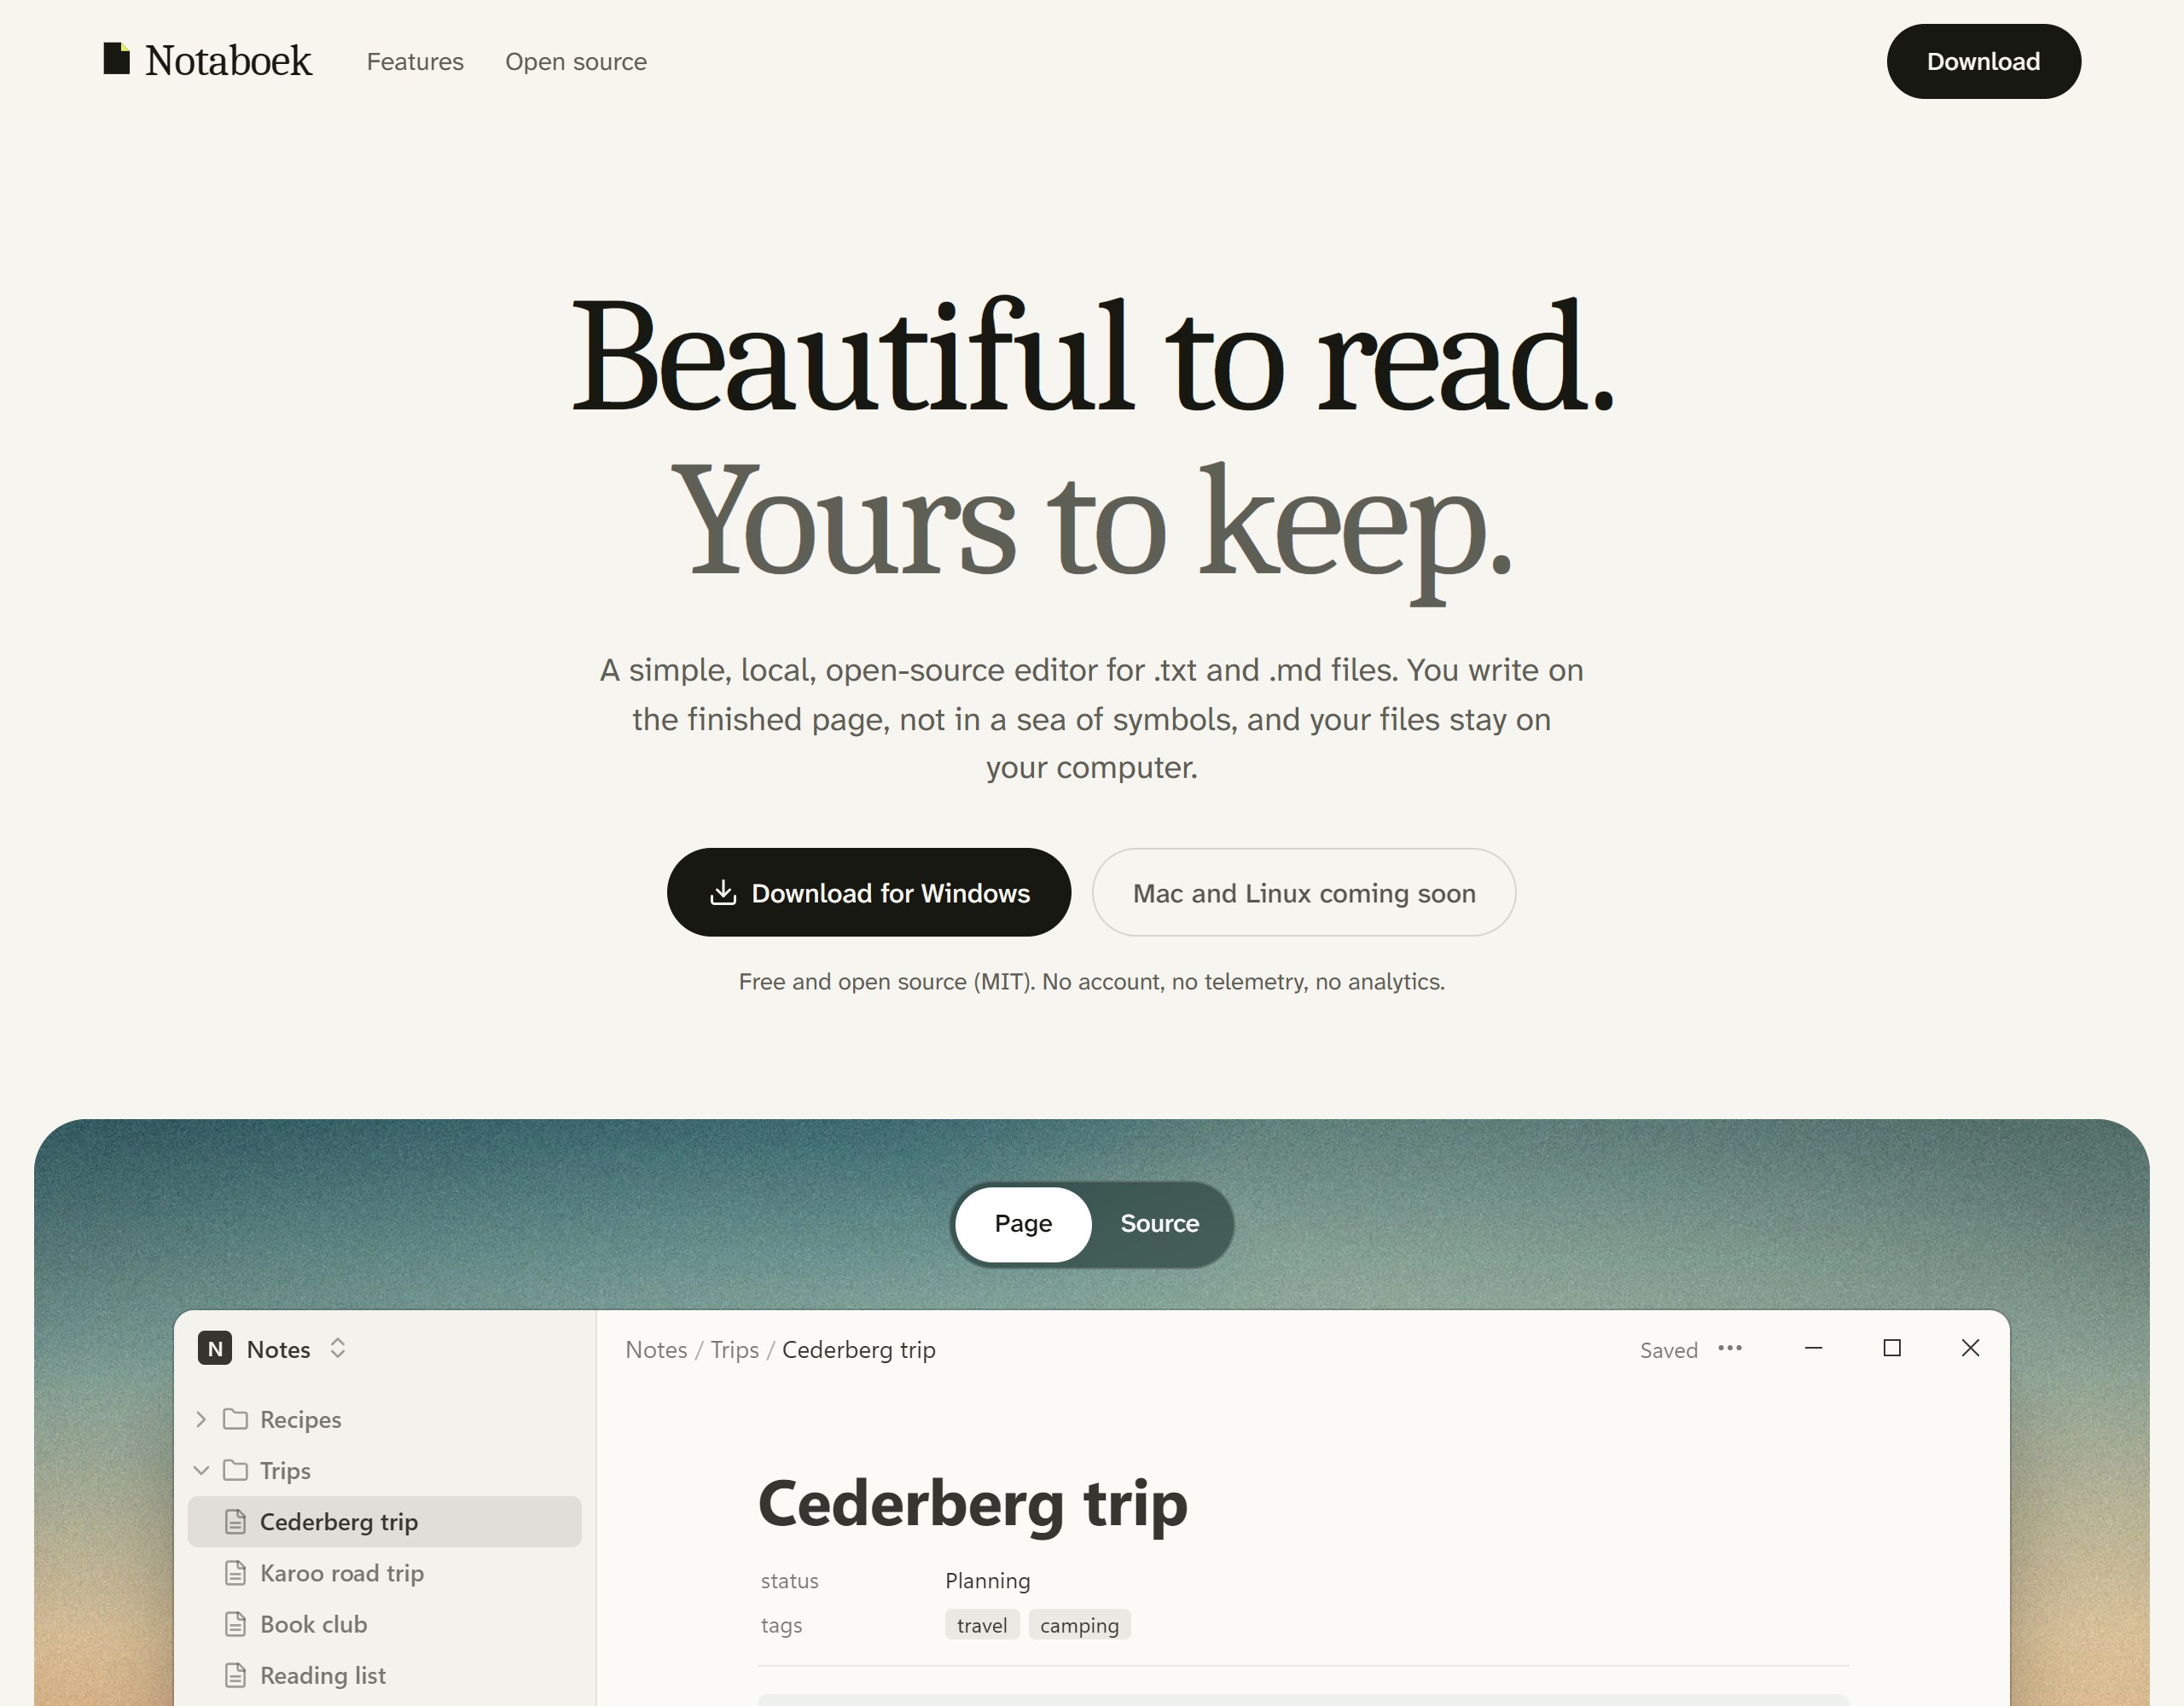 Notaboek
Features
Open source
Download
Beautiful to read.
Yours to keep.
A simple, local, open-source editor for .txt and .md files. You write on
the finished page, not in a sea of symbols, and your files stay on
your computer.
Download for Windows
Mac and Linux coming soon
Free and open source (MIT). No account, no telemetry, no analytics.
Page
Source
N Notes
Notes / Trips / Cederberg trip
Saved
Recipes
Trips
Cederberg trip
Karoo road trip
Book club
Reading list
Cederberg trip
status Planning
tags travel camping